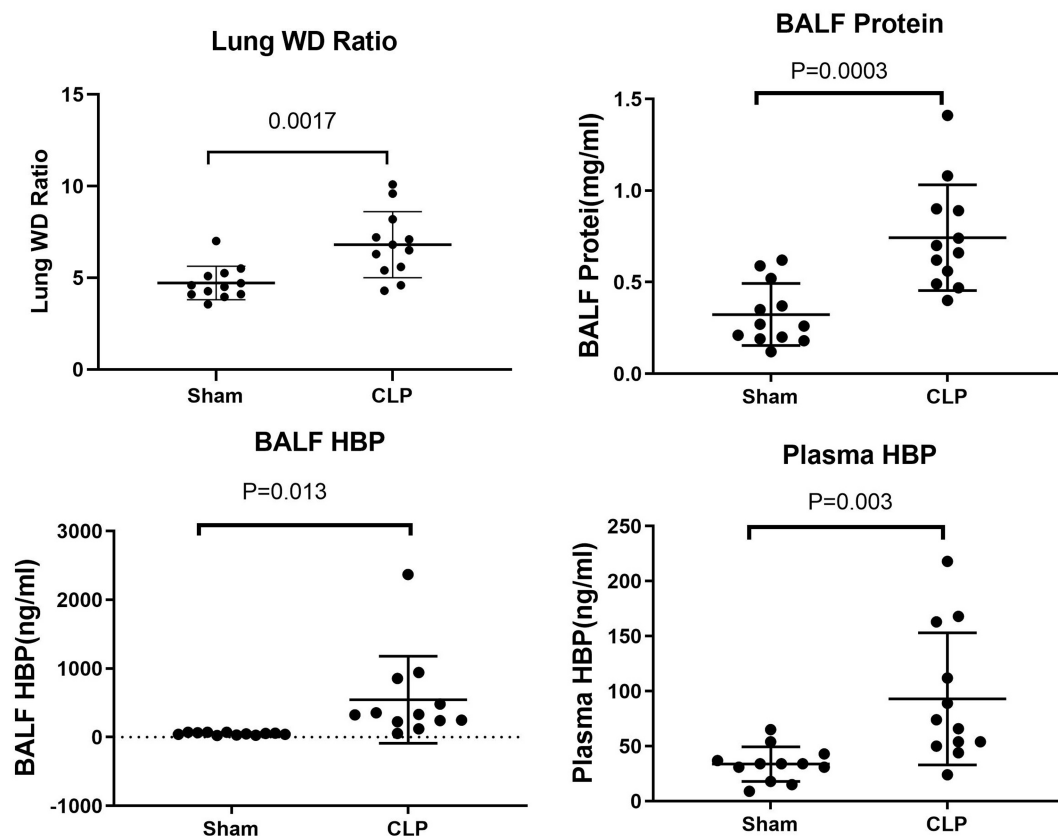 Lung WD Ratio
0.0017
Lung WD Ratio
15
10
5
0
Sham CLP
BALF Protein
P=0.0003
BALF Protei(mg/ml)
1.5
1.0
0.5
0.0
Sham CLP
BALF HBP
P=0.013
BALF HBP(ng/ml)
3000
2000
1000
0
-1000
Sham CLP
Plasma HBP
P=0.003
Plasma HBP(ng/ml)
250
200
150
100
50
0
Sham CLP